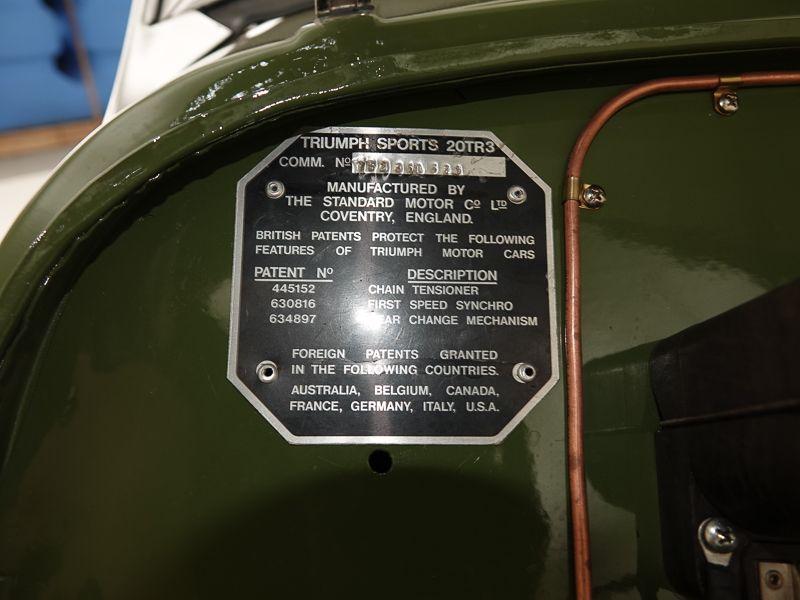 TRIUMPH SPORTS 20TR3
COMM. Nº
MANUFACTURED BY
THE STANDARD MOTOR Cº LTD
COVENTRY, ENGLAND.
BRITISH PATENTS PROTECT THE FOLLOWING
FEATURES OF TRIUMPH MOTOR CARS
PATENT Nº DESCRIPTION
445152 CHAIN TENSIONER
630816 FIRST SPEED SYNCHRO
634897 GEAR CHANGE MECHANISM
FOREIGN PATENTS GRANTED
IN THE FOLLOWING COUNTRIES.
AUSTRALIA, BELGIUM, CANADA,
FRANCE, GERMANY, ITALY, U.S.A.